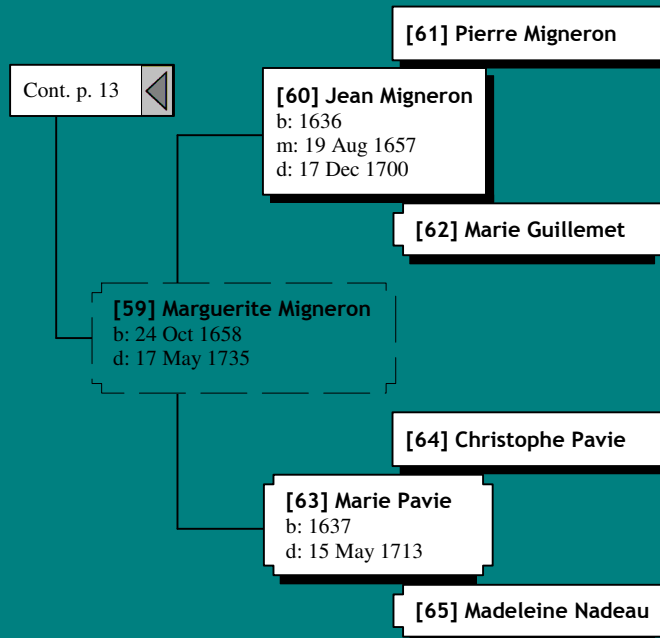 [61] Pierre Migneron
Cont. p. 13
[60] Jean Migneron
b: 1636
m: 19 Aug 1657
d: 17 Dec 1700
[62] Marie Guillemet
[59] Marguerite Migneron
b: 24 Oct 1658
d: 17 May 1735
[64] Christophe Pavie
[63] Marie Pavie
b: 1637
d: 15 May 1713
[65] Madeleine Nadeau